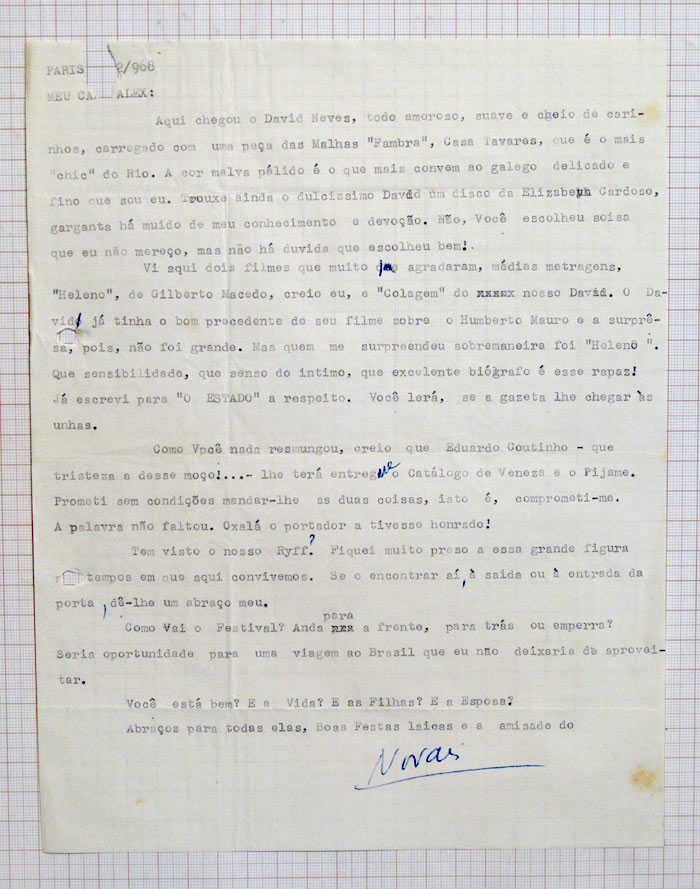 PARIS 2/968
MEU CA. ALEX:
Aqui chegou o David Neves, todo amoroso, suave e cheio de cari-
nhos, carregado com uma peça das Malhas "Fambra", Casa Tavares, que é o mais
"chic" do Rio. A cor malva pálido é o que mais convem ao galego delicado e
fino que sou eu. Trouxe ainda o dulcissimo David um disco da Elizabeth Cardoso,
garganta há muido de meu conhecimento e devoção. Não, Você escolheu soisa
que eu não mereço, mas não há duvida que escolheu bem!.
Vi aqui dois filmes que muito agradaram, médias metragens,
"Heleno", de Gilberto Macedo, creio eu, e "Colagem" do xxxxx nosso David. O Da-
vid já tinha o bom precedente do seu filme sobre o Humberto Mauro e a surprê-
sa, pois, não foi grande. Mas quem me surpreendeu sobremaneira foi "Heleno ".
Que sensibilidade, que senso do intimo, que excelente biógrafo é esse rapaz!
Já escrevi para "O ESTADO" a respeito. Você lerá, se a gazeta lhe chegar às
unhas.
Como Vpcê nada resmungou, creio que Eduardo Coutinho - que
tristeza a desse moço!...- lhe terá entregue o Catálogo de Veneza e o Pijame.
Prometi sem condições mandar-lhe as duas coisas, isto é, comprometi-me.
A palavra não faltou. Oxalá o portador a tivesse honrado!
Tem visto o nosso Ryff? Fiquei muito preso a essa grande figura
tempos em que aqui convivemos. Se o encontrar aí, à saida ou à entrada da
porta, dê-lhe um abraço meu.
Como Vai o Festival? Anda para xxx a frente, para trás ou emperra?
Seria oportunidade para uma viagem ao Brasil que eu não deixaria de aprovei-
tar.
Você está bem? E a Vida? E as Filhas? E a Esposa?
Abraços para todas elas, Boas Festas laicas e a amisade do
Novais